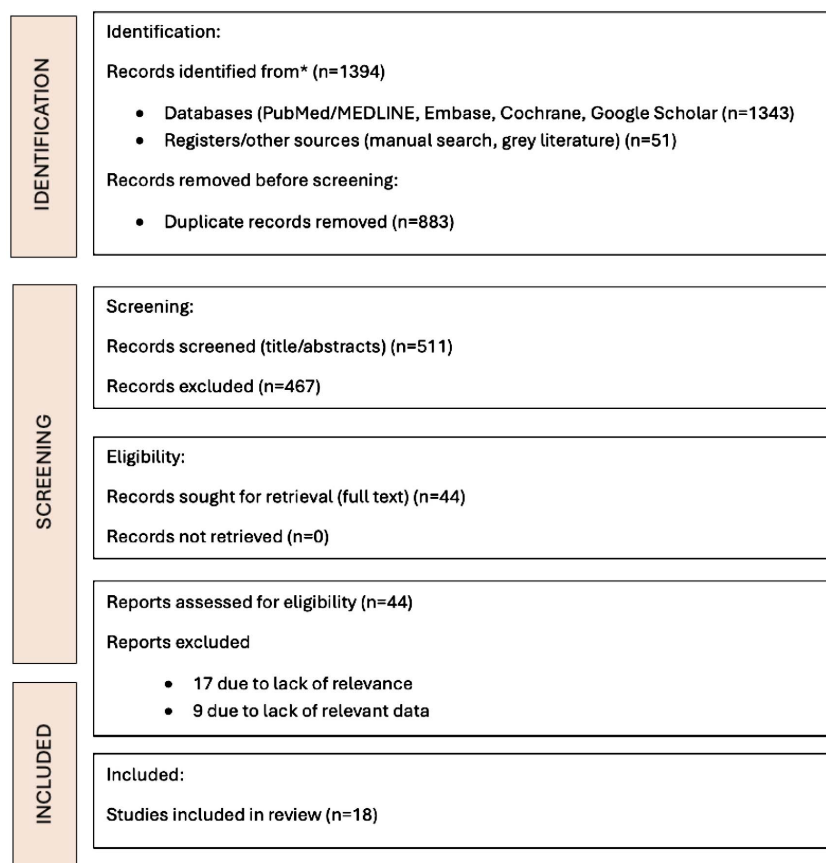 IDENTIFICATION
Identification:
Records identified from* (n=1394)
• Databases (PubMed/MEDLINE, Embase, Cochrane, Google Scholar (n=1343)
• Registers/other sources (manual search, grey literature) (n=51)
Records removed before screening:
• Duplicate records removed (n=883)
SCREENING
Screening:
Records screened (title/abstracts) (n=511)
Records excluded (n=467)
Eligibility:
Records sought for retrieval (full text) (n=44)
Records not retrieved (n=0)
Reports assessed for eligibility (n=44)
Reports excluded
• 17 due to lack of relevance
• 9 due to lack of relevant data
INCLUDED
Included:
Studies included in review (n=18)